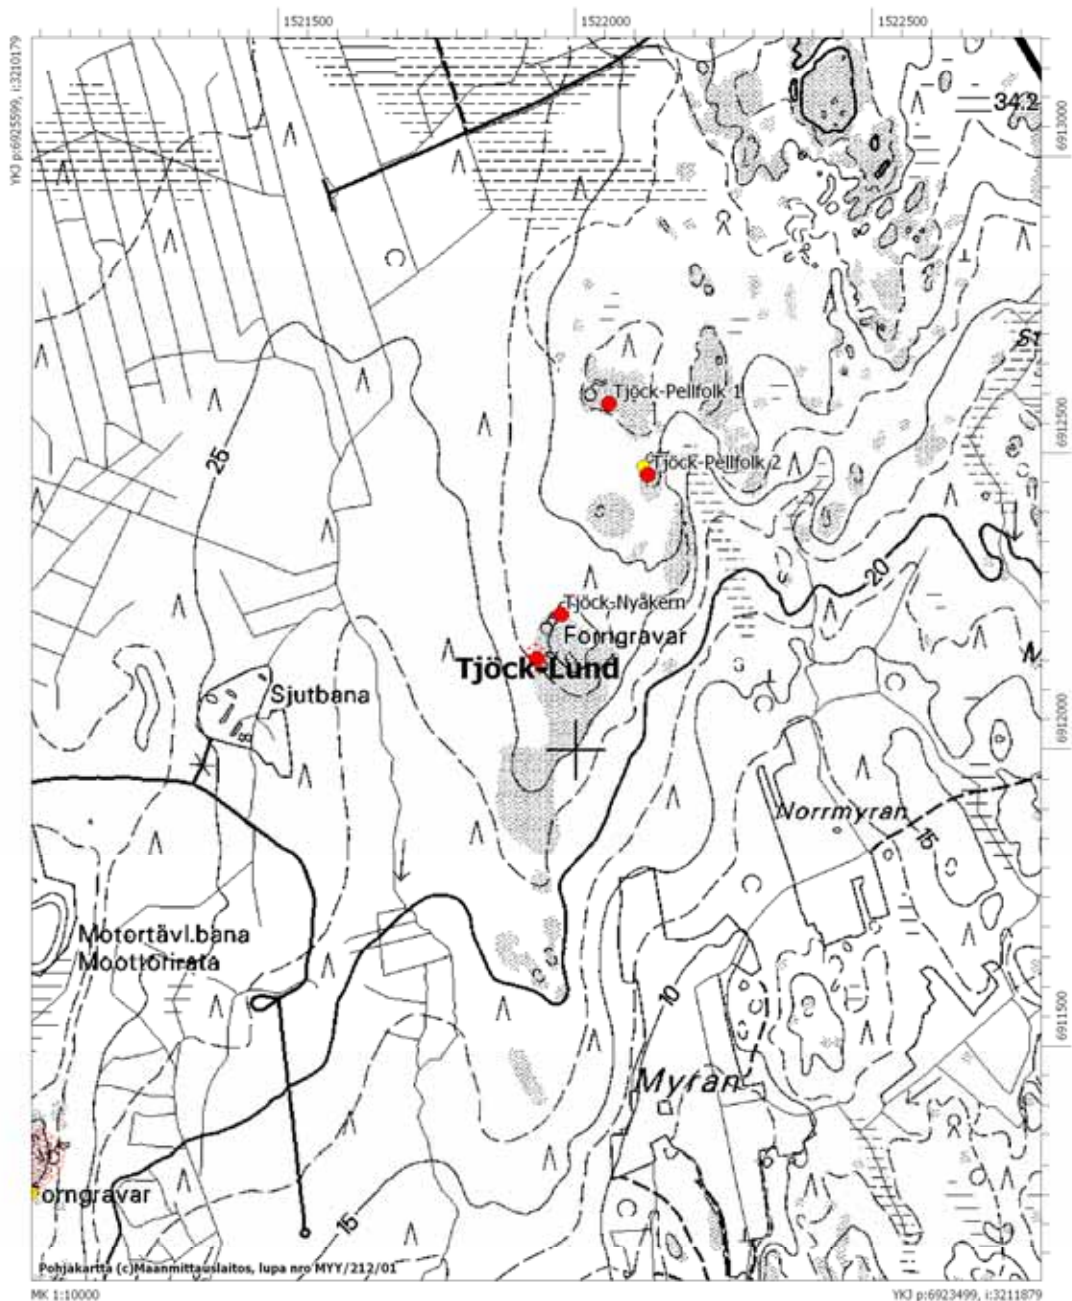 1521500
1522000
1522500
YKJ p:6925599, i:3210179
6913000
34.2
25
Tjöck-Pellfolk 1
6912500
Tjöck-Pellfolk 2
20
Tjöck-Nyåkern
Forngravar
Tjöck-Lund
Sjutbana
6912000
Norrmyran
15
Motortävl.bana
Moottorirata
10
6911500
Myran
orngravar
15
Pohjakartta (c)Maanmittauslaitos, lupa nro MYY/212/01
MK 1:10000
YKJ p:6923499, i:3211879